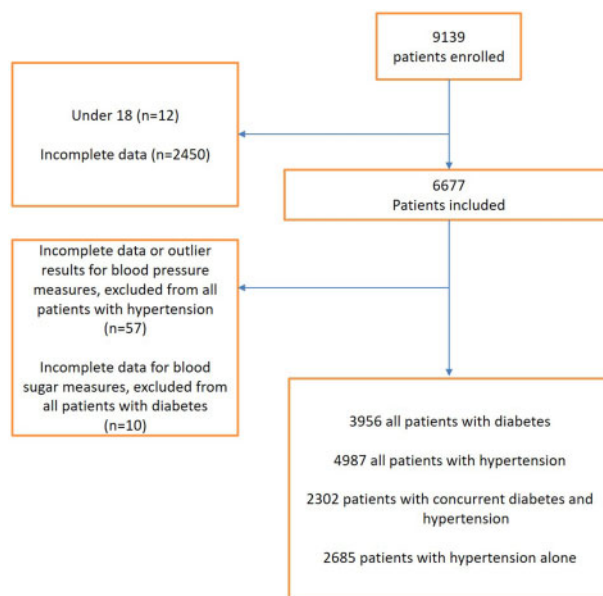 9139
patients enrolled
Under 18 (n=12)
Incomplete data (n=2450)
6677
Patients included
Incomplete data or outlier
results for blood pressure
measures, excluded from all
patients with hypertension
(n=57)
Incomplete data for blood
sugar measures, excluded from
all patients with diabetes
(n=10)
3956 all patients with diabetes
4987 all patients with hypertension
2302 patients with concurrent diabetes and
hypertension
2685 patients with hypertension alone